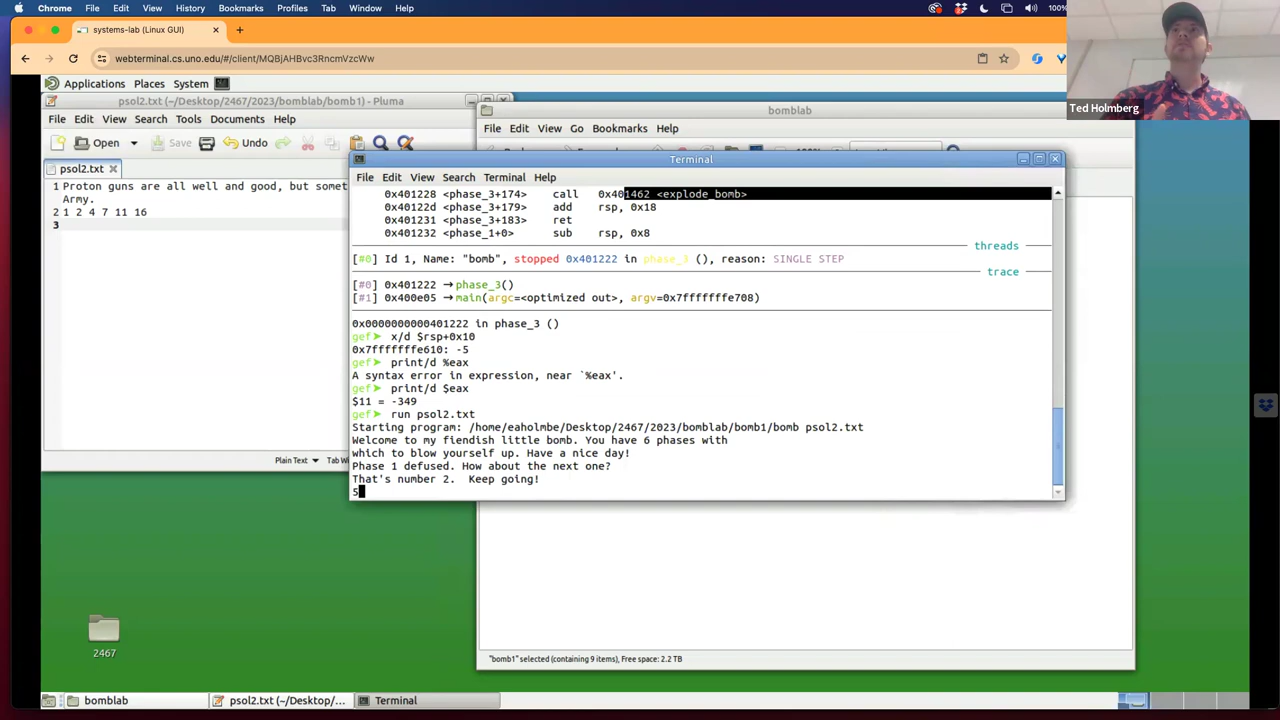 Chrome File Edit View History Bookmarks Profiles Tab Window Help 100%
systems-lab (Linux GUI)
webterminal.cs.uno.edu/#/client/MQBjAHBvc3RncmVzcWw
Ted Holmberg
Applications Places System
psol2.txt (~/Desktop/2467/2023/bomblab/bomb1) - Pluma
File Edit View Search Tools Documents Help
Open Save Undo
psol2.txt
1 Proton guns are all well and good, but somet
Army.
2 1 2 4 7 11 16
3
Plain Text Tab
bomblab
File Edit View Go Bookmarks Help
Terminal
File Edit View Search Terminal Help
0x401228 <phase_3+174> call 0x401462 <explode_bomb>
0x40122d <phase_3+179> add rsp, 0x18
0x401231 <phase_3+183> ret
0x401232 <phase_1+0> sub rsp, 0x8
threads
[#0] Id 1, Name: "bomb", stopped 0x401222 in phase_3 (), reason: SINGLE STEP
trace
[#0] 0x401222 → phase_3()
[#1] 0x400e05 → main(argc=<optimized out>, argv=0x7fffffffe708)
0x0000000000401222 in phase_3 ()
gef➤ x/d $rsp+0x10
0x7fffffffe610: -5
gef➤ print/d %eax
A syntax error in expression, near `%eax'.
gef➤ print/d $eax
$11 = -349
gef➤ run psol2.txt
Starting program: /home/eaholmbe/Desktop/2467/2023/bomblab/bomb1/bomb psol2.txt
Welcome to my fiendish little bomb. You have 6 phases with
which to blow yourself up. Have a nice day!
Phase 1 defused. How about the next one?
That's number 2. Keep going!
5
"bomb1" selected (containing 9 items), Free space: 2.2 TB
2467
bomblab
psol2.txt (~/Desktop/...
Terminal